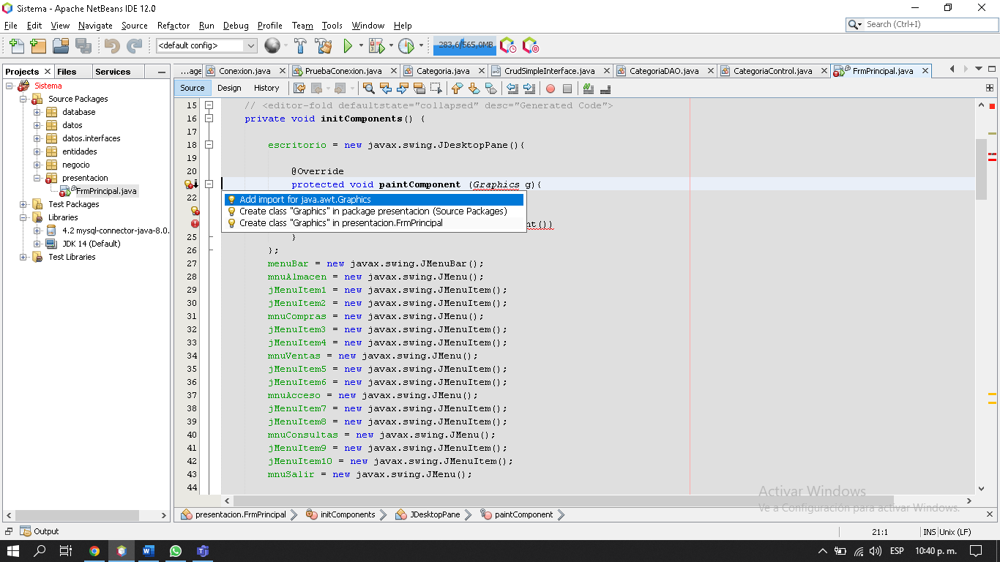 Sistema - Apache NetBeans IDE 12.0
File Edit View Navigate Source Refactor Run Debug Profile Team Tools Window Help
Search (Ctrl+I)
<default config>
283,6/565,0MB
Projects Files Services
...age Conexion.java PruebaConexion.java Categoria.java CrudSimpleInterface.java CategoriaDAO.java CategoriaControl.java FrmPrincipal.java
Source Design History
Sistema
Source Packages
database
datos
datos.interfaces
entidades
negocio
presentacion
FrmPrincipal.java
Test Packages
Libraries
4.2 mysql-connector-java-8.0.
JDK 14 (Default)
Test Libraries
15 // <editor-fold defaultstate="collapsed" desc="Generated Code">
16 private void initComponents() {
17
18 escritorio = new javax.swing.JDesktopPane(){
19
20 @Override
protected void paintComponent (Graphics g){
22
Add import for java.awt.Graphics
Create class "Graphics" in package presentacion (Source Packages)
Create class "Graphics" in presentacion.FrmPrincipal
nt())
25 }
26 };
27 menuBar = new javax.swing.JMenuBar();
28 mnuAlmacen = new javax.swing.JMenu();
29 jMenuItem1 = new javax.swing.JMenuItem();
30 jMenuItem2 = new javax.swing.JMenuItem();
31 mnuCompras = new javax.swing.JMenu();
32 jMenuItem3 = new javax.swing.JMenuItem();
33 jMenuItem4 = new javax.swing.JMenuItem();
34 mnuVentas = new javax.swing.JMenu();
35 jMenuItem5 = new javax.swing.JMenuItem();
36 jMenuItem6 = new javax.swing.JMenuItem();
37 mnuAcceso = new javax.swing.JMenu();
38 jMenuItem7 = new javax.swing.JMenuItem();
39 jMenuItem8 = new javax.swing.JMenuItem();
40 mnuConsultas = new javax.swing.JMenu();
41 jMenuItem9 = new javax.swing.JMenuItem();
42 jMenuItem10 = new javax.swing.JMenuItem();
43 mnuSalir = new javax.swing.JMenu();
44
Activar Windows
Ve a Configuración para activar Windows.
presentacion.FrmPrincipal initComponents JDesktopPane paintComponent
Output
21:1 INS Unix (LF)
ESP 10:40 p. m.